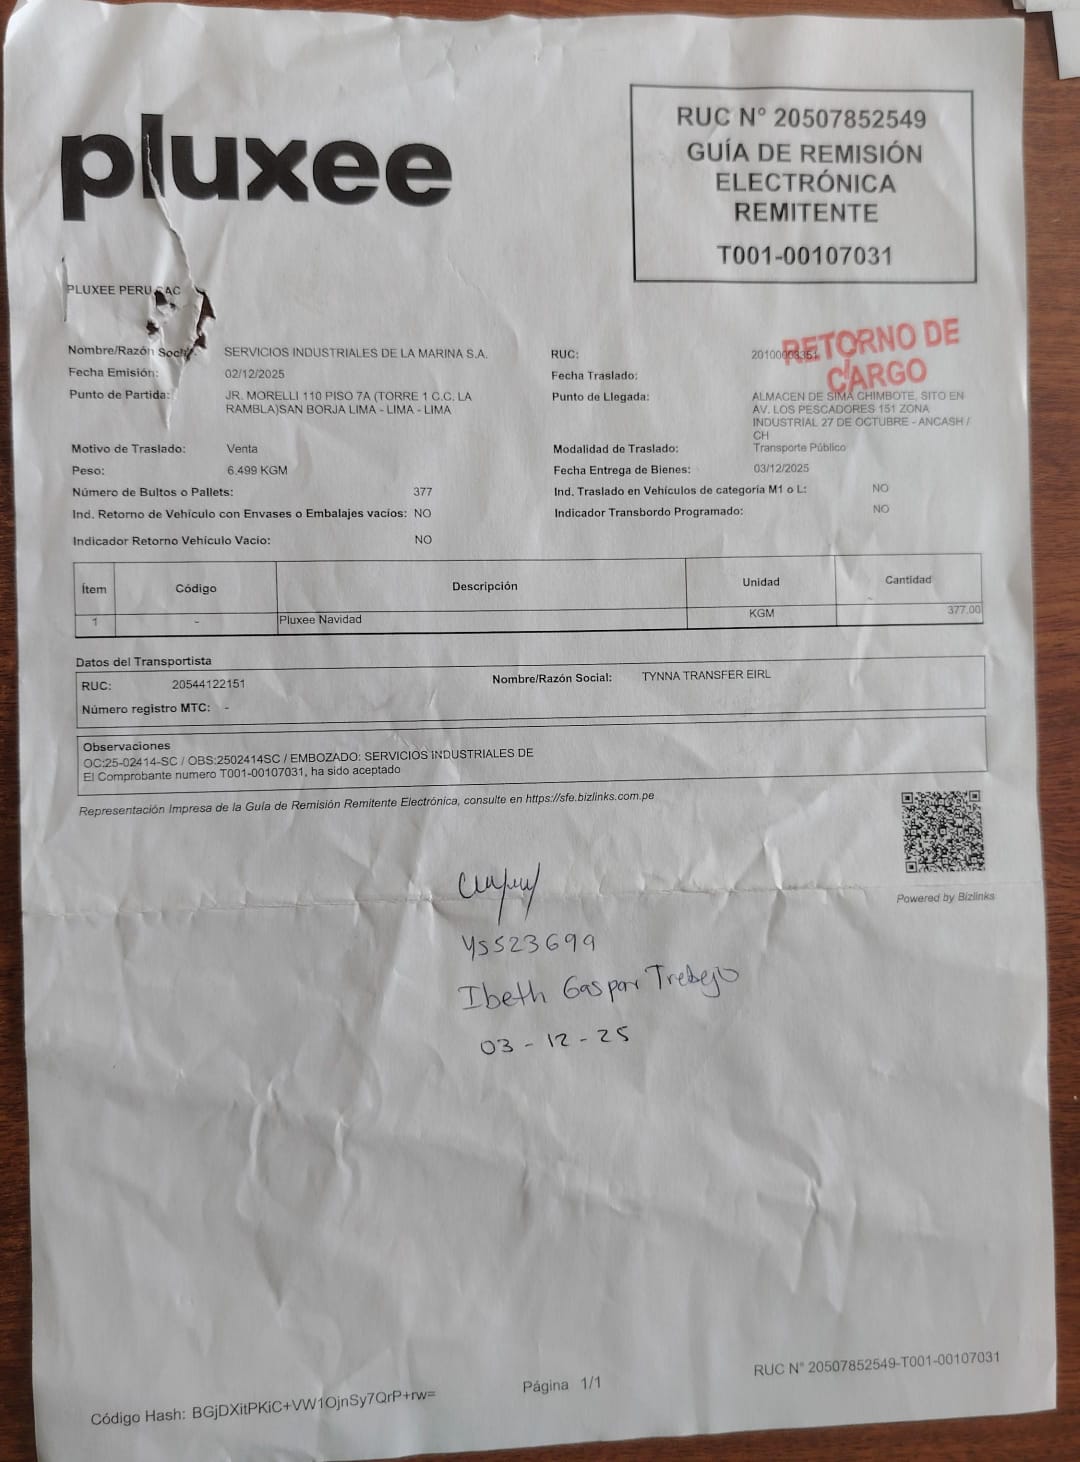 pluxee
RUC N° 20507852549
GUÍA DE REMISIÓN
ELECTRÓNICA
REMITENTE
T001-00107031
PLUXEE PERU SAC
RETORNO DE
CARGO
Nombre/Razón Social: SERVICIOS INDUSTRIALES DE LA MARINA S.A.
RUC:
Fecha Emisión: 02/12/2025
Fecha Traslado:
Punto de Partida: JR. MORELLI 110 PISO 7A (TORRE 1 C.C. LA
RAMBLA)SAN BORJA LIMA - LIMA - LIMA
Punto de Llegada: ALMACEN DE SIMA CHIMBOTE, SITO EN
AV. LOS PESCADORES 151 ZONA
INDUSTRIAL 27 DE OCTUBRE - ANCASH /
CH
Motivo de Traslado: Venta
Modalidad de Traslado: Transporte Público
Peso: 6.499 KGM
Fecha Entrega de Bienes: 03/12/2025
Número de Bultos o Pallets: 377
Ind. Traslado en Vehículos de categoría M1 o L: NO
Ind. Retorno de Vehículo con Envases o Embalajes vacíos: NO
Indicador Transbordo Programado: NO
Indicador Retorno Vehículo Vacio: NO
Ítem Código Descripción Unidad Cantidad
1 - Pluxee Navidad KGM 377.00
Datos del Transportista
RUC: 20544122151 Nombre/Razón Social: TYNNA TRANSFER EIRL
Número registro MTC: -
Observaciones
OC:25-02414-SC / OBS:2502414SC / EMBOZADO: SERVICIOS INDUSTRIALES DE
El Comprobante numero T001-00107031, ha sido aceptado
Representación Impresa de la Guía de Remisión Remitente Electrónica, consulte en https://sfe.bizlinks.com.pe
Powered by Bizlinks
Ibeth Gaspar Trebejo
03 - 12 - 25
RUC N° 20507852549-T001-00107031
Página 1/1
Código Hash: BGjDXitPKiC+VW1OjnSy7QrP+rw=